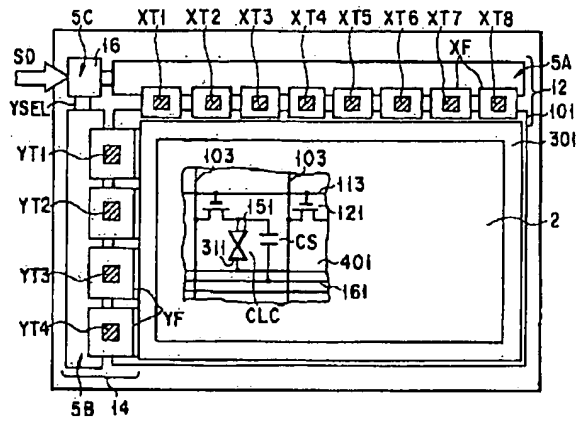 5C XT1 XT2 XT3 XT4 XT5 XT6 XT7 XT8
16 XF 5A
SD 12
YSEL 101
301
103 103
YT1 113
151 121
YT2 2
CS
311 401
YT3 161
YF CLC
YT4
5B 14